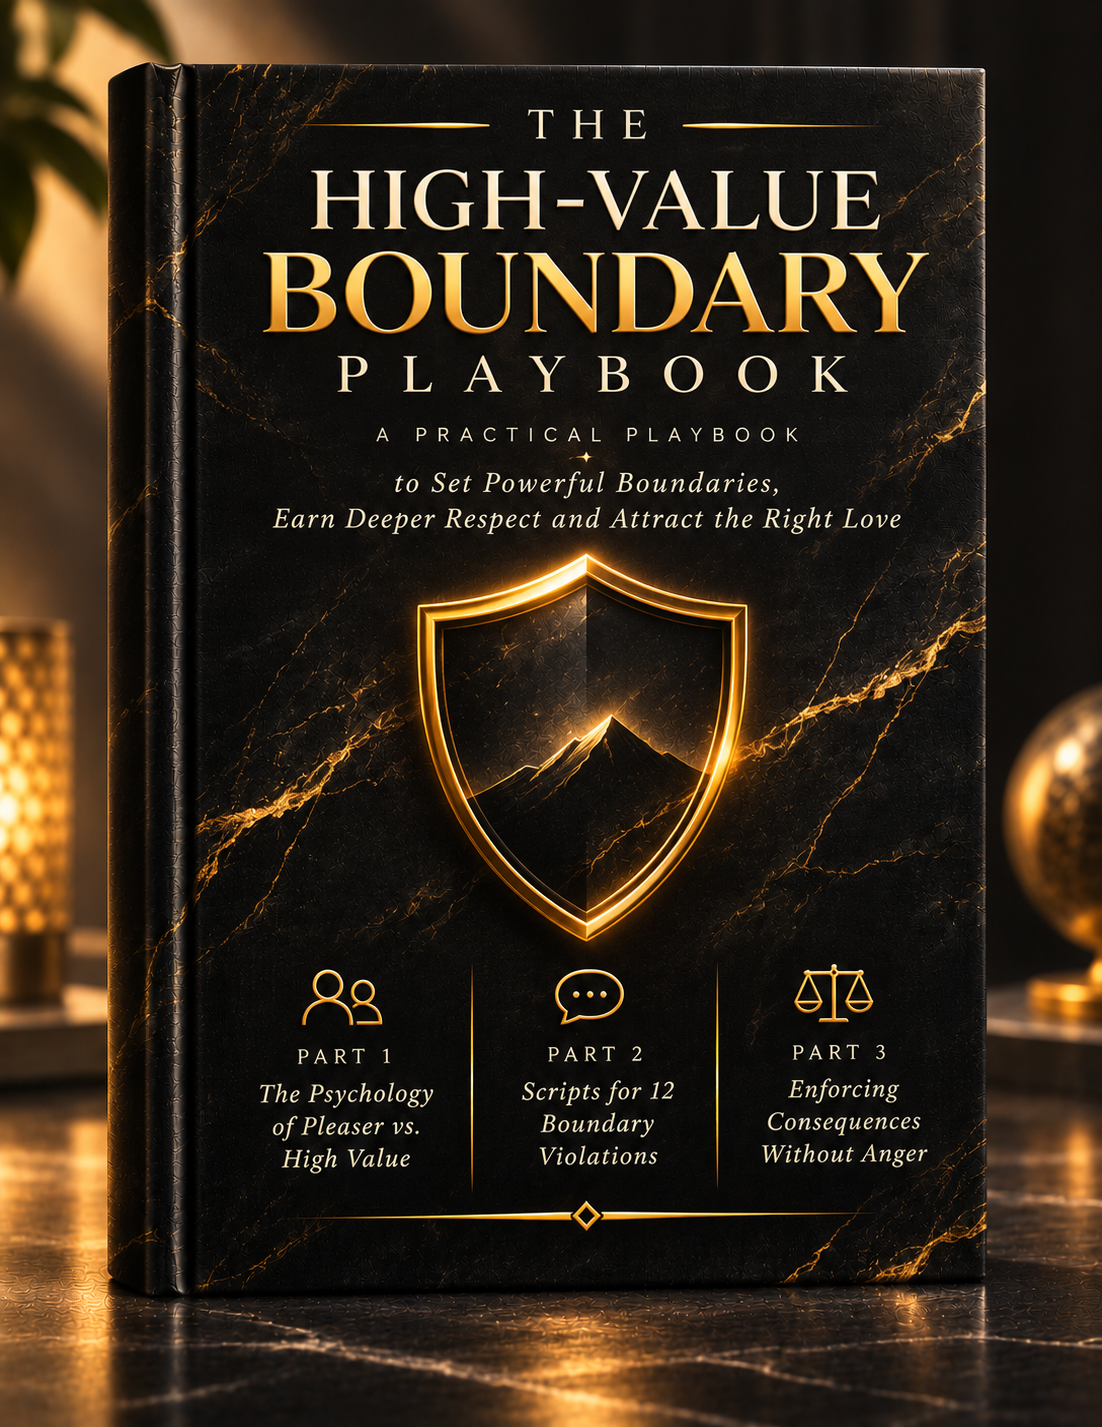 THE
HIGH-VALUE
BOUNDARY
PLAYBOOK
A PRACTICAL PLAYBOOK
to Set Powerful Boundaries,
Earn Deeper Respect and Attract the Right Love
PART 1
The Psychology
of Pleaser vs.
High Value
PART 2
Scripts for 12
Boundary
Violations
PART 3
Enforcing
Consequences
Without Anger